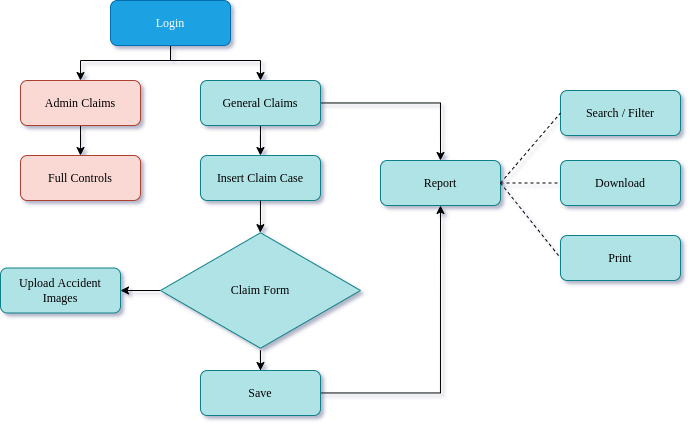 Login
Admin Claims
General Claims
Search / Filter
Full Controls
Insert Claim Case
Report
Download
Upload Accident
Images
Claim Form
Print
Save